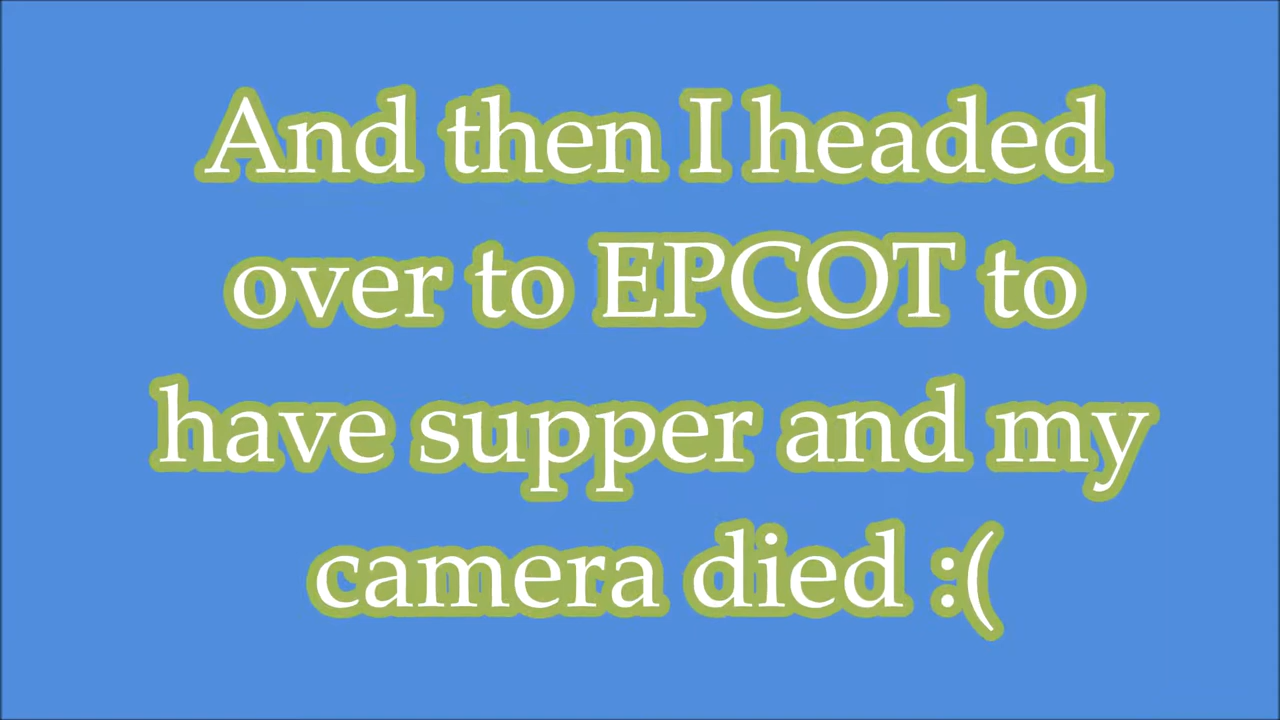 And then I headed
over to EPCOT to
have supper and my
camera died :(